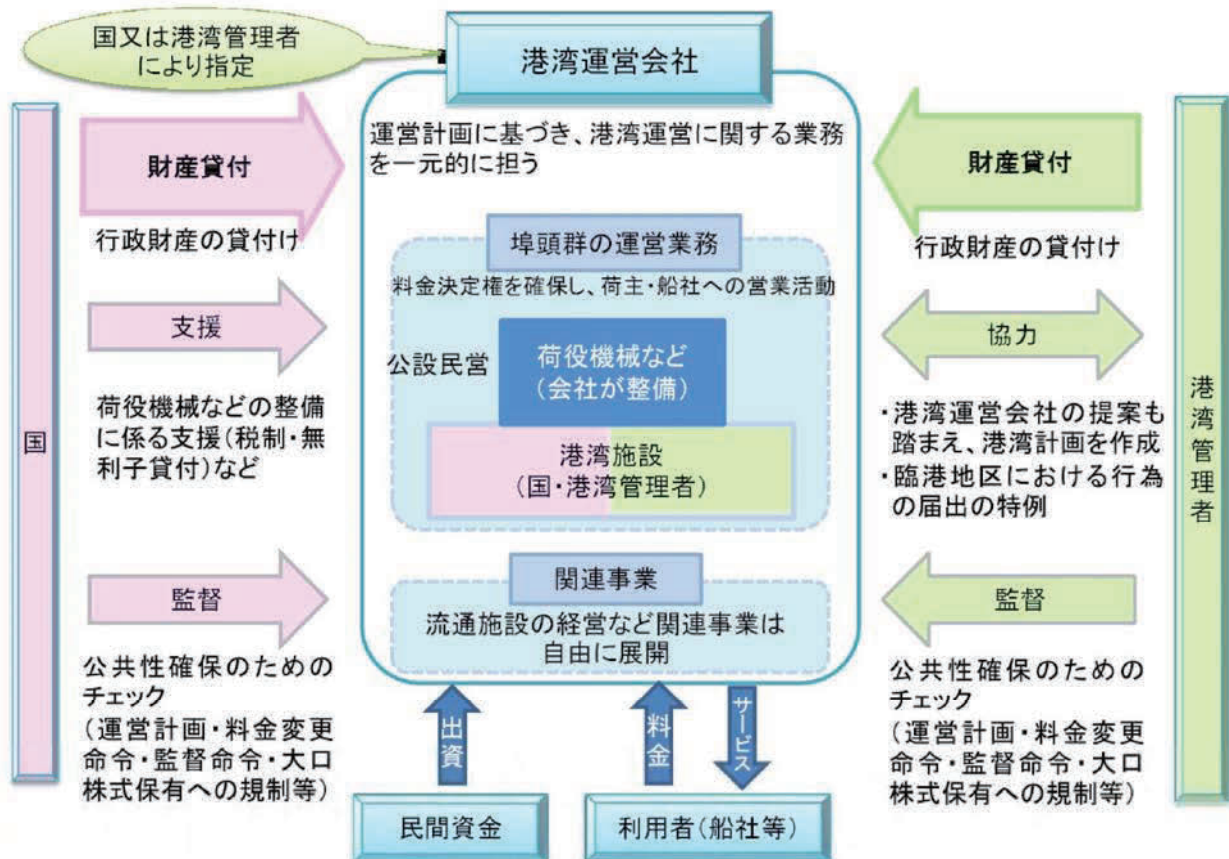 国又は港湾管理者
により指定
港湾運営会社
運営計画に基づき、港湾運営に関する業務
を一元的に担う
国
財産貸付
行政財産の貸付け
支援
荷役機械などの整備
に係る支援(税制・無
利子貸付)など
監督
公共性確保のための
チェック
(運営計画・料金変更
命令・監督命令・大口
株式保有への規制等)
埠頭群の運営業務
料金決定権を確保し、荷主・船社への営業活動
公設民営
荷役機械など
(会社が整備)
港湾施設
(国・港湾管理者)
関連事業
流通施設の経営など関連事業は
自由に展開
財産貸付
行政財産の貸付け
協力
・港湾運営会社の提案も
踏まえ、港湾計画を作成
・臨港地区における行為
の届出の特例
監督
公共性確保のための
チェック
(運営計画・料金変更
命令・監督命令・大口
株式保有への規制等)
港湾管理者
出資
料金
サービス
民間資金
利用者(船社等)